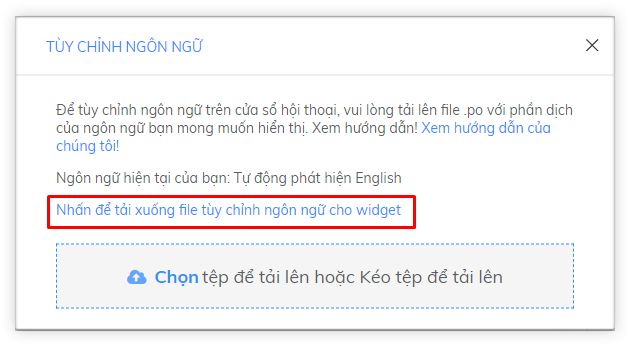 TÙY CHỈNH NGÔN NGỮ
Để tùy chỉnh ngôn ngữ trên cửa sổ hội thoại, vui lòng tải lên file .po với phần dịch
của ngôn ngữ bạn mong muốn hiển thị. Xem hướng dẫn! Xem hướng dẫn của
chúng tôi!
Ngôn ngữ hiện tại của bạn: Tự động phát hiện English
Nhấn để tải xuống file tùy chỉnh ngôn ngữ cho widget
Chọn tệp để tải lên hoặc Kéo tệp để tải lên